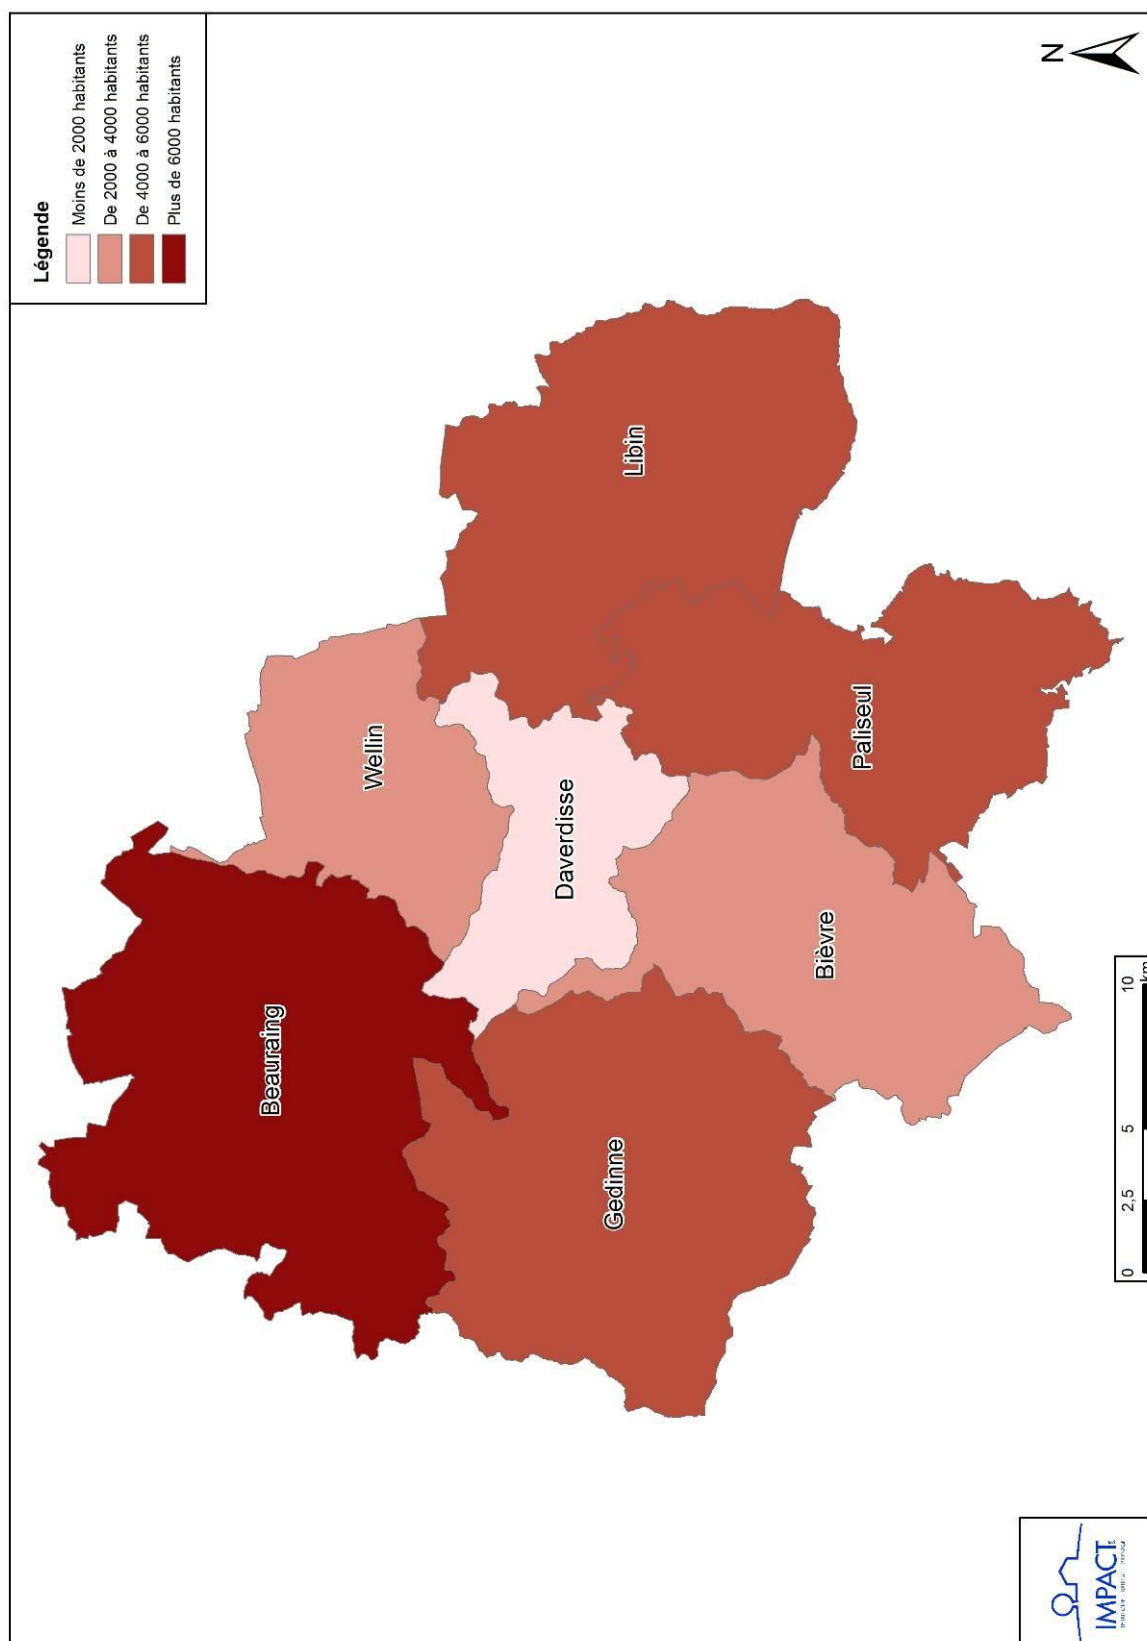 Légende
Moins de 2000 habitants
De 2000 à 4000 habitants
De 4000 à 6000 habitants
Plus de 6000 habitants
N
Beauraing
Wellin
Daverdisse
Libin
Gedinne
Bièvre
Paliseul
0 2,5 5 10
km
IMPACT